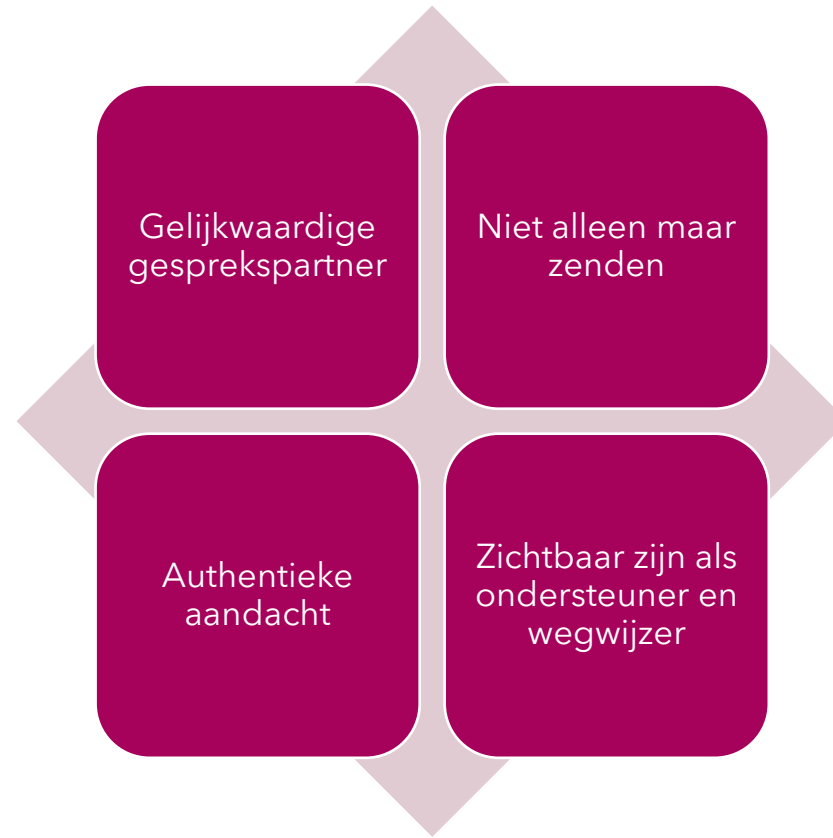 Gelijkwaardige
gesprekspartner
Niet alleen maar
zenden
Authentieke
aandacht
Zichtbaar zijn als
ondersteuner en
wegwijzer